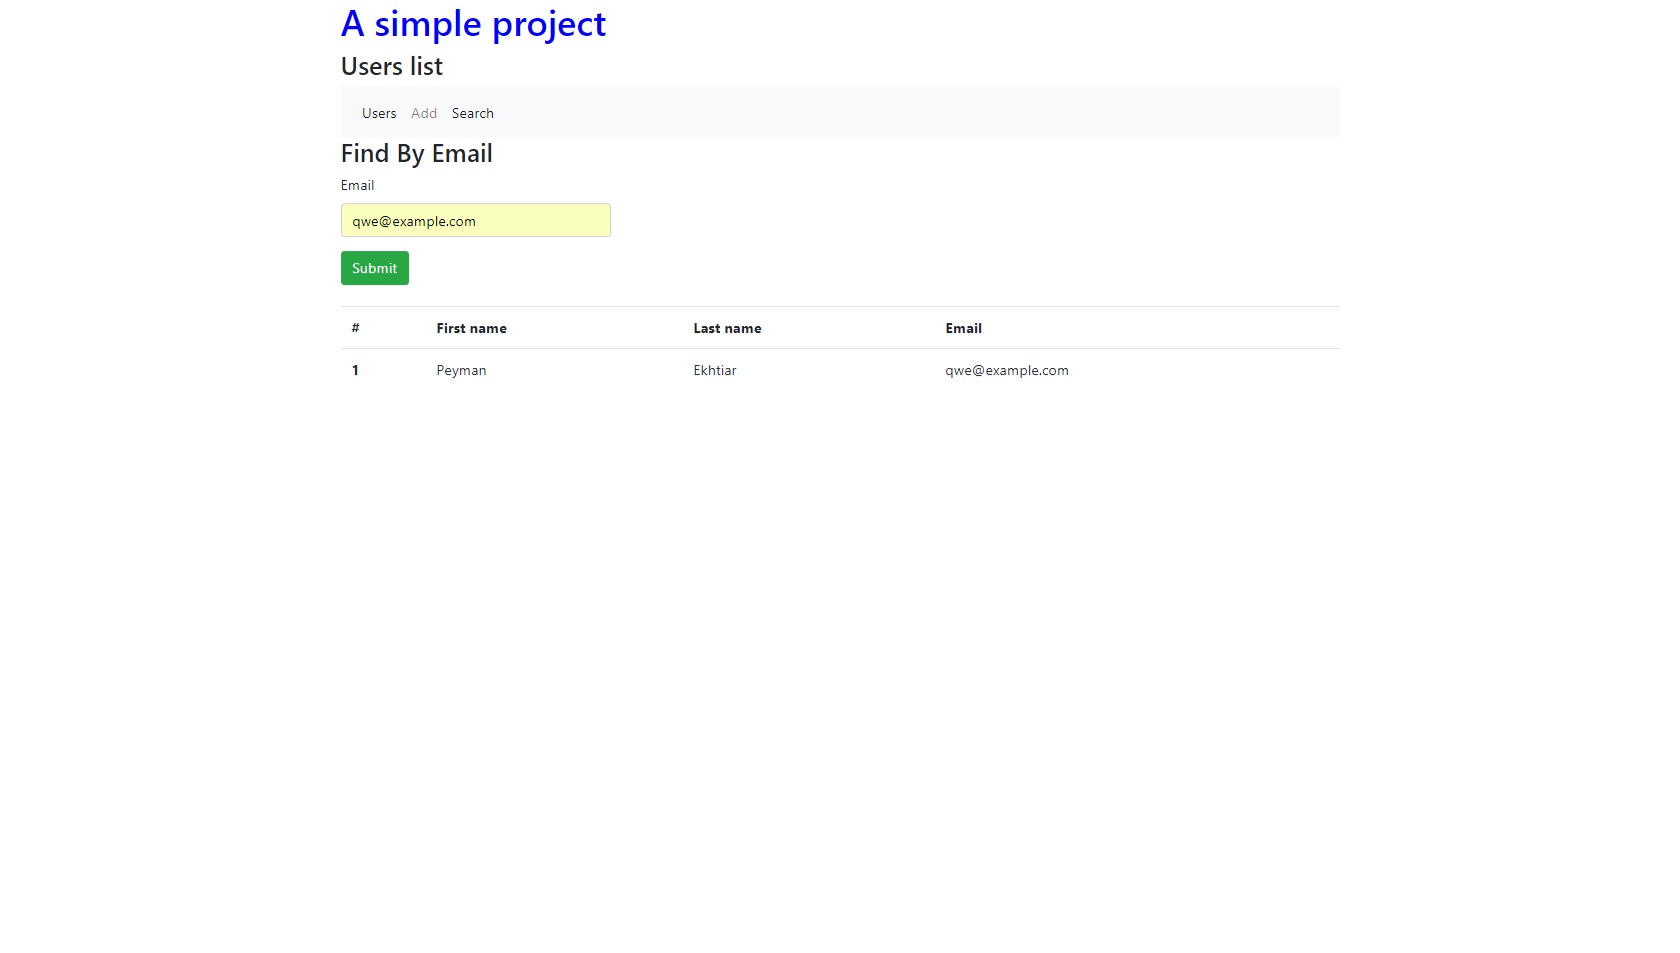 A simple project
Users list
Users Add Search
Find By Email
Email
qwe@example.com
Submit
# First name Last name Email
1 Peyman Ekhtiar qwe@example.com